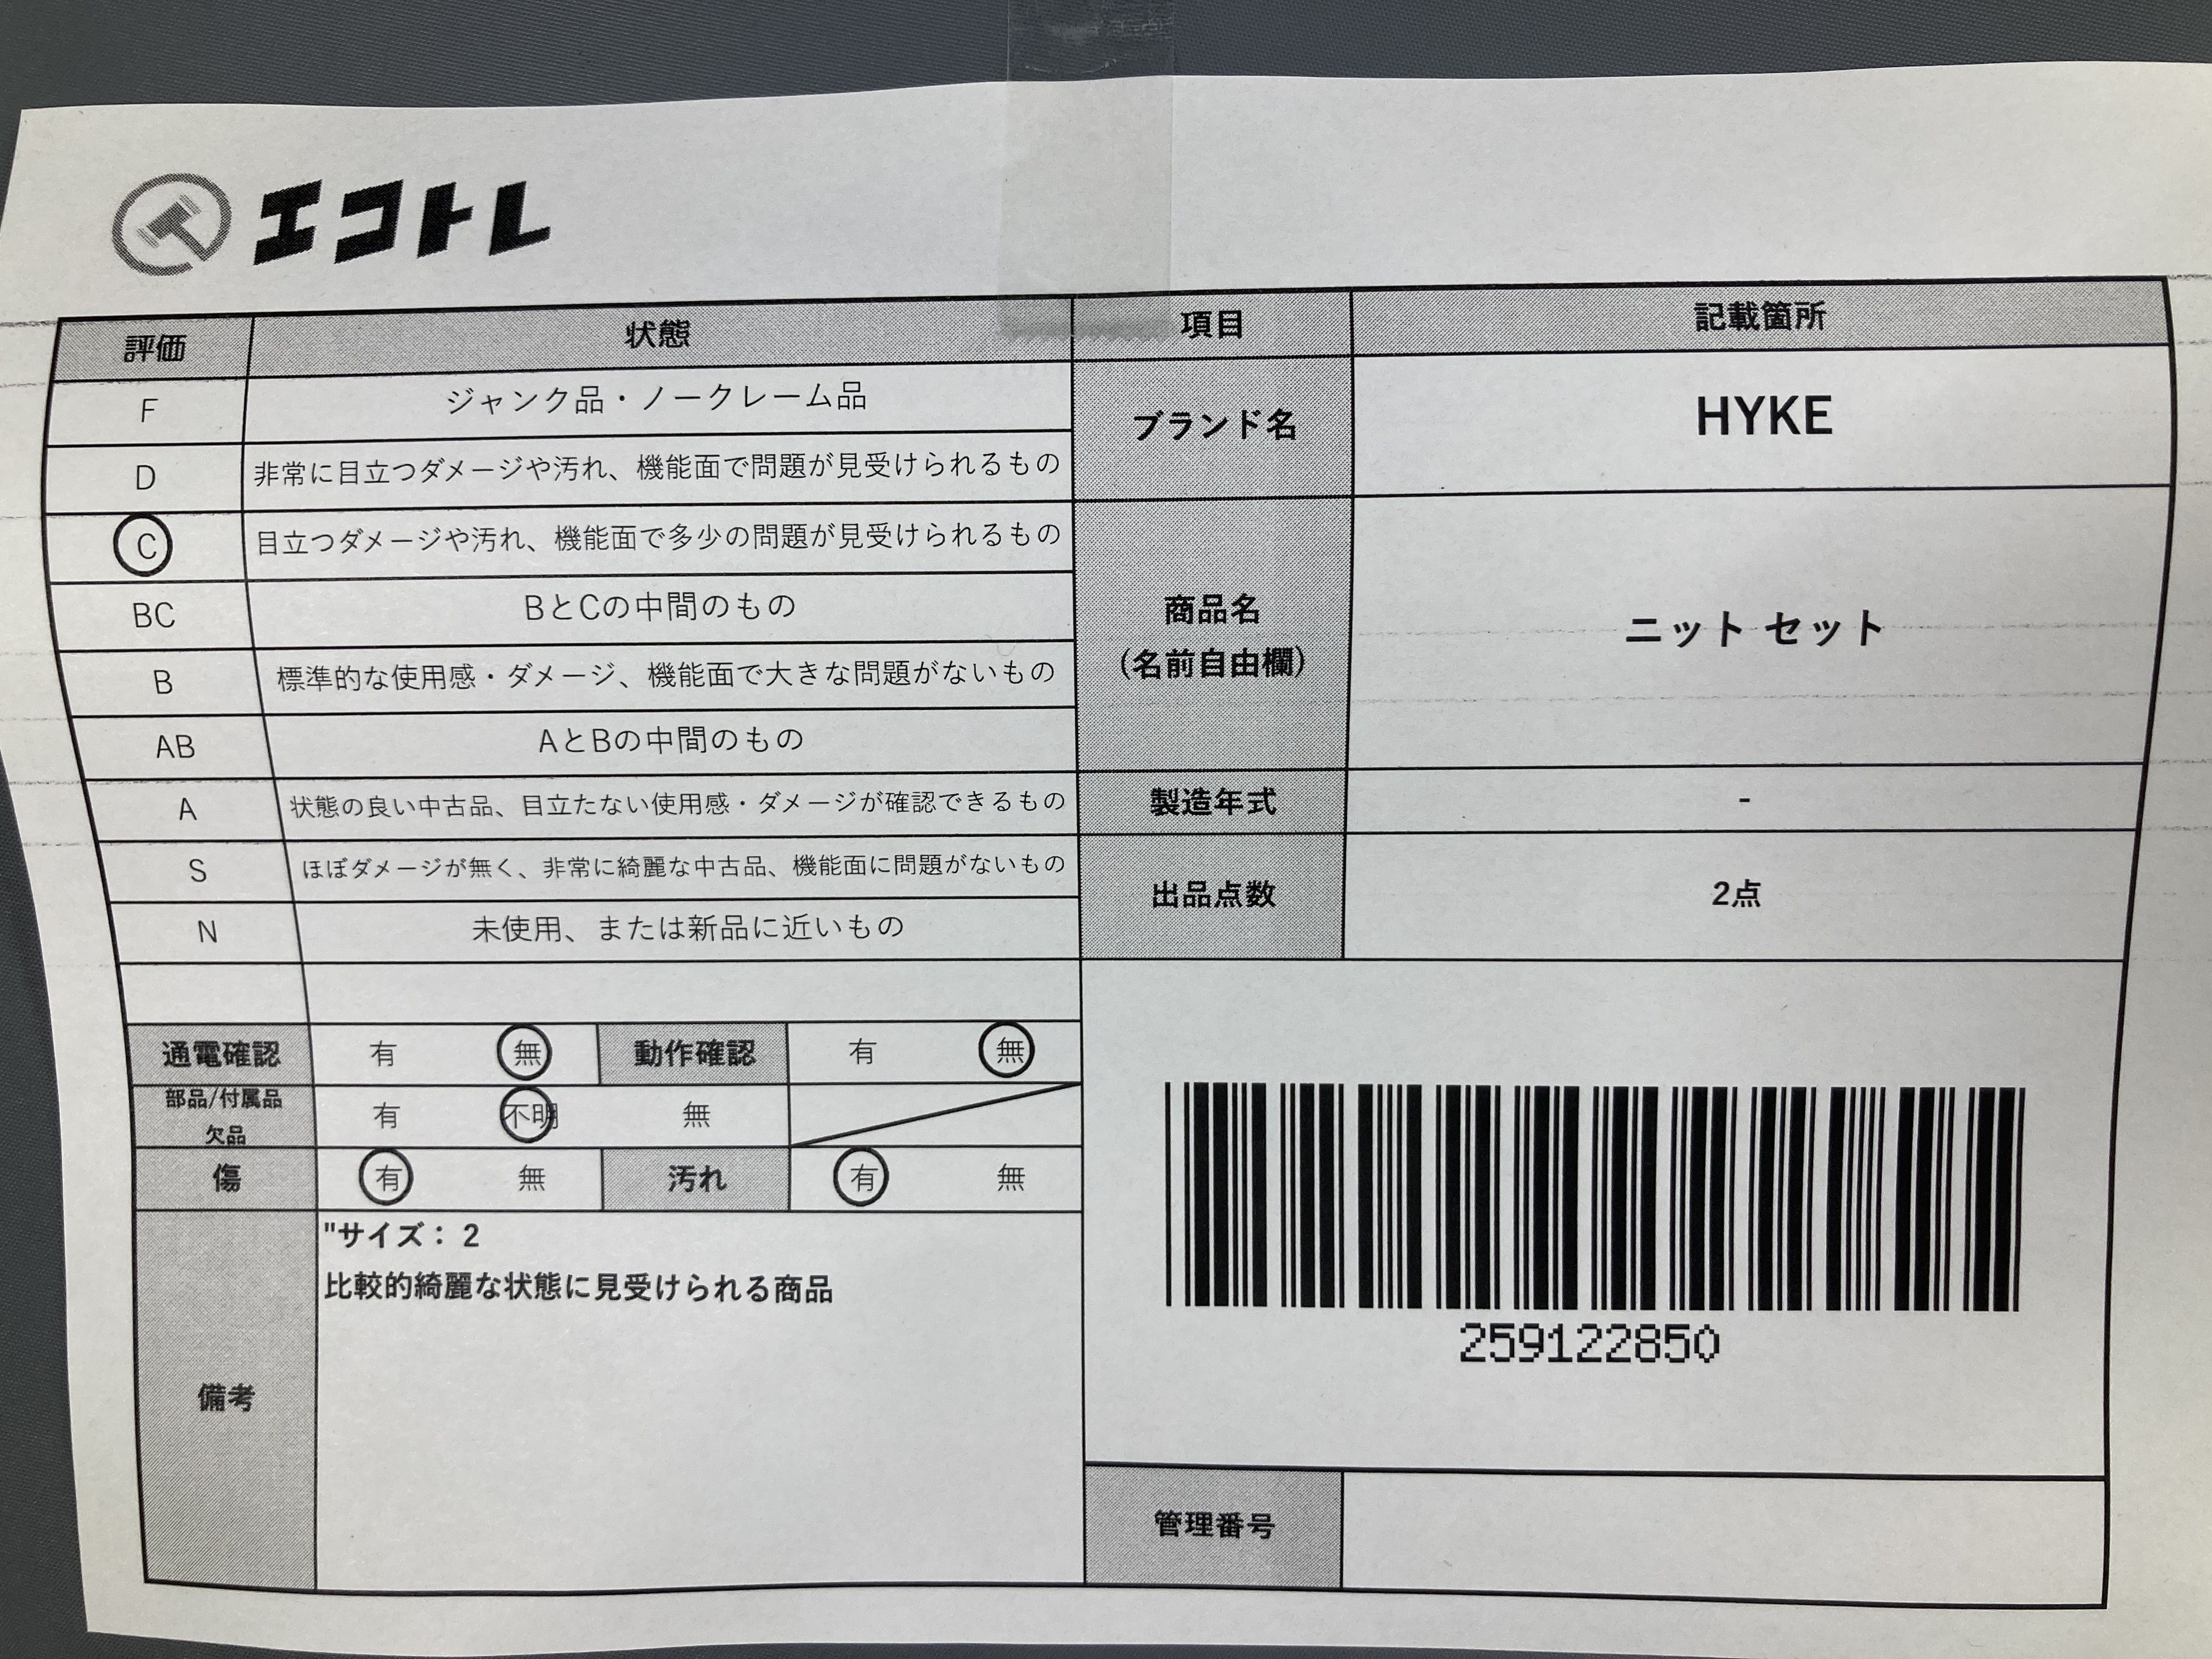 エコトレ
評価 状態 項目 記載箇所
F ジャンク品・ノークレーム品
D 非常に目立つダメージや汚れ、機能面で問題が見受けられるもの
C 目立つダメージや汚れ、機能面で多少の問題が見受けられるもの
BC BとCの中間のもの
B 標準的な使用感・ダメージ、機能面で大きな問題がないもの
AB AとBの中間のもの
A 状態の良い中古品、目立たない使用感・ダメージが確認できるもの
S ほぼダメージが無く、非常に綺麗な中古品、機能面に問題がないもの
N 未使用、または新品に近いもの
ブランド名 HYKE
商品名
(名前自由欄)
ニット セット
製造年式 -
出品点数 2点
通電確認 有 無 動作確認 有 無
部品/付属品
欠品
有 不明 無
傷 有 無 汚れ 有 無
備考
"サイズ： 2
比較的綺麗な状態に見受けられる商品
259122850
管理番号